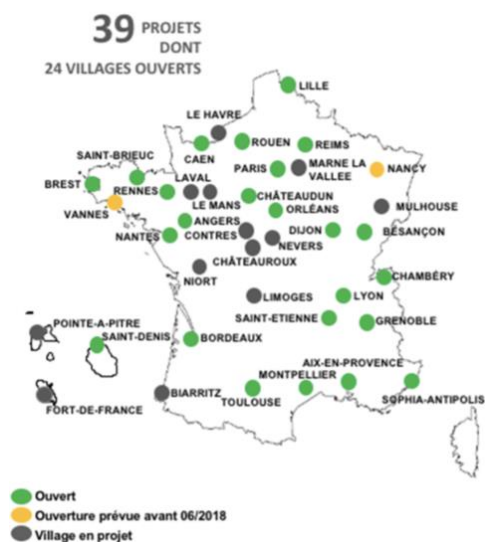 39 PROJETS
DONT
24 VILLAGES OUVERTS
LILLE
LE HAVRE
ROUEN
REIMS
CAEN
SAINT-BRIEUC
PARIS
MARNE LA
VALLEE
NANCY
BREST
RENNES
LAVAL
LE MANS
CHÂTEAUDUN
VANNES
ORLÉANS
MULHOUSE
ANGERS
NANTES
CONTRES
DIJON
BESANÇON
NEVERS
CHÂTEAUROUX
NIORT
CHAMBÉRY
LIMOGES
LYON
SAINT-ETIENNE
GRENOBLE
POINTE-A-PITRE
SAINT-DENIS
BORDEAUX
AIX-EN-PROVENCE
MONTPELLIER
BIARRITZ
TOULOUSE
SOPHIA-ANTIPOLIS
FORT-DE-FRANCE
Ouvert
Ouverture prévue avant 06/2018
Village en projet